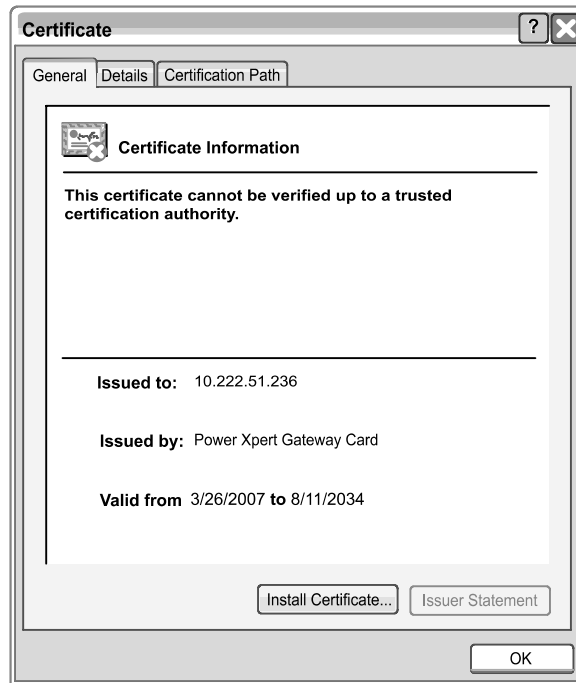 Certificate
?
General Details Certification Path
Certificate Information
This certificate cannot be verified up to a trusted
certification authority.
Issued to: 10.222.51.236
Issued by: Power Xpert Gateway Card
Valid from 3/26/2007 to 8/11/2034
Install Certificate... Issuer Statement
OK